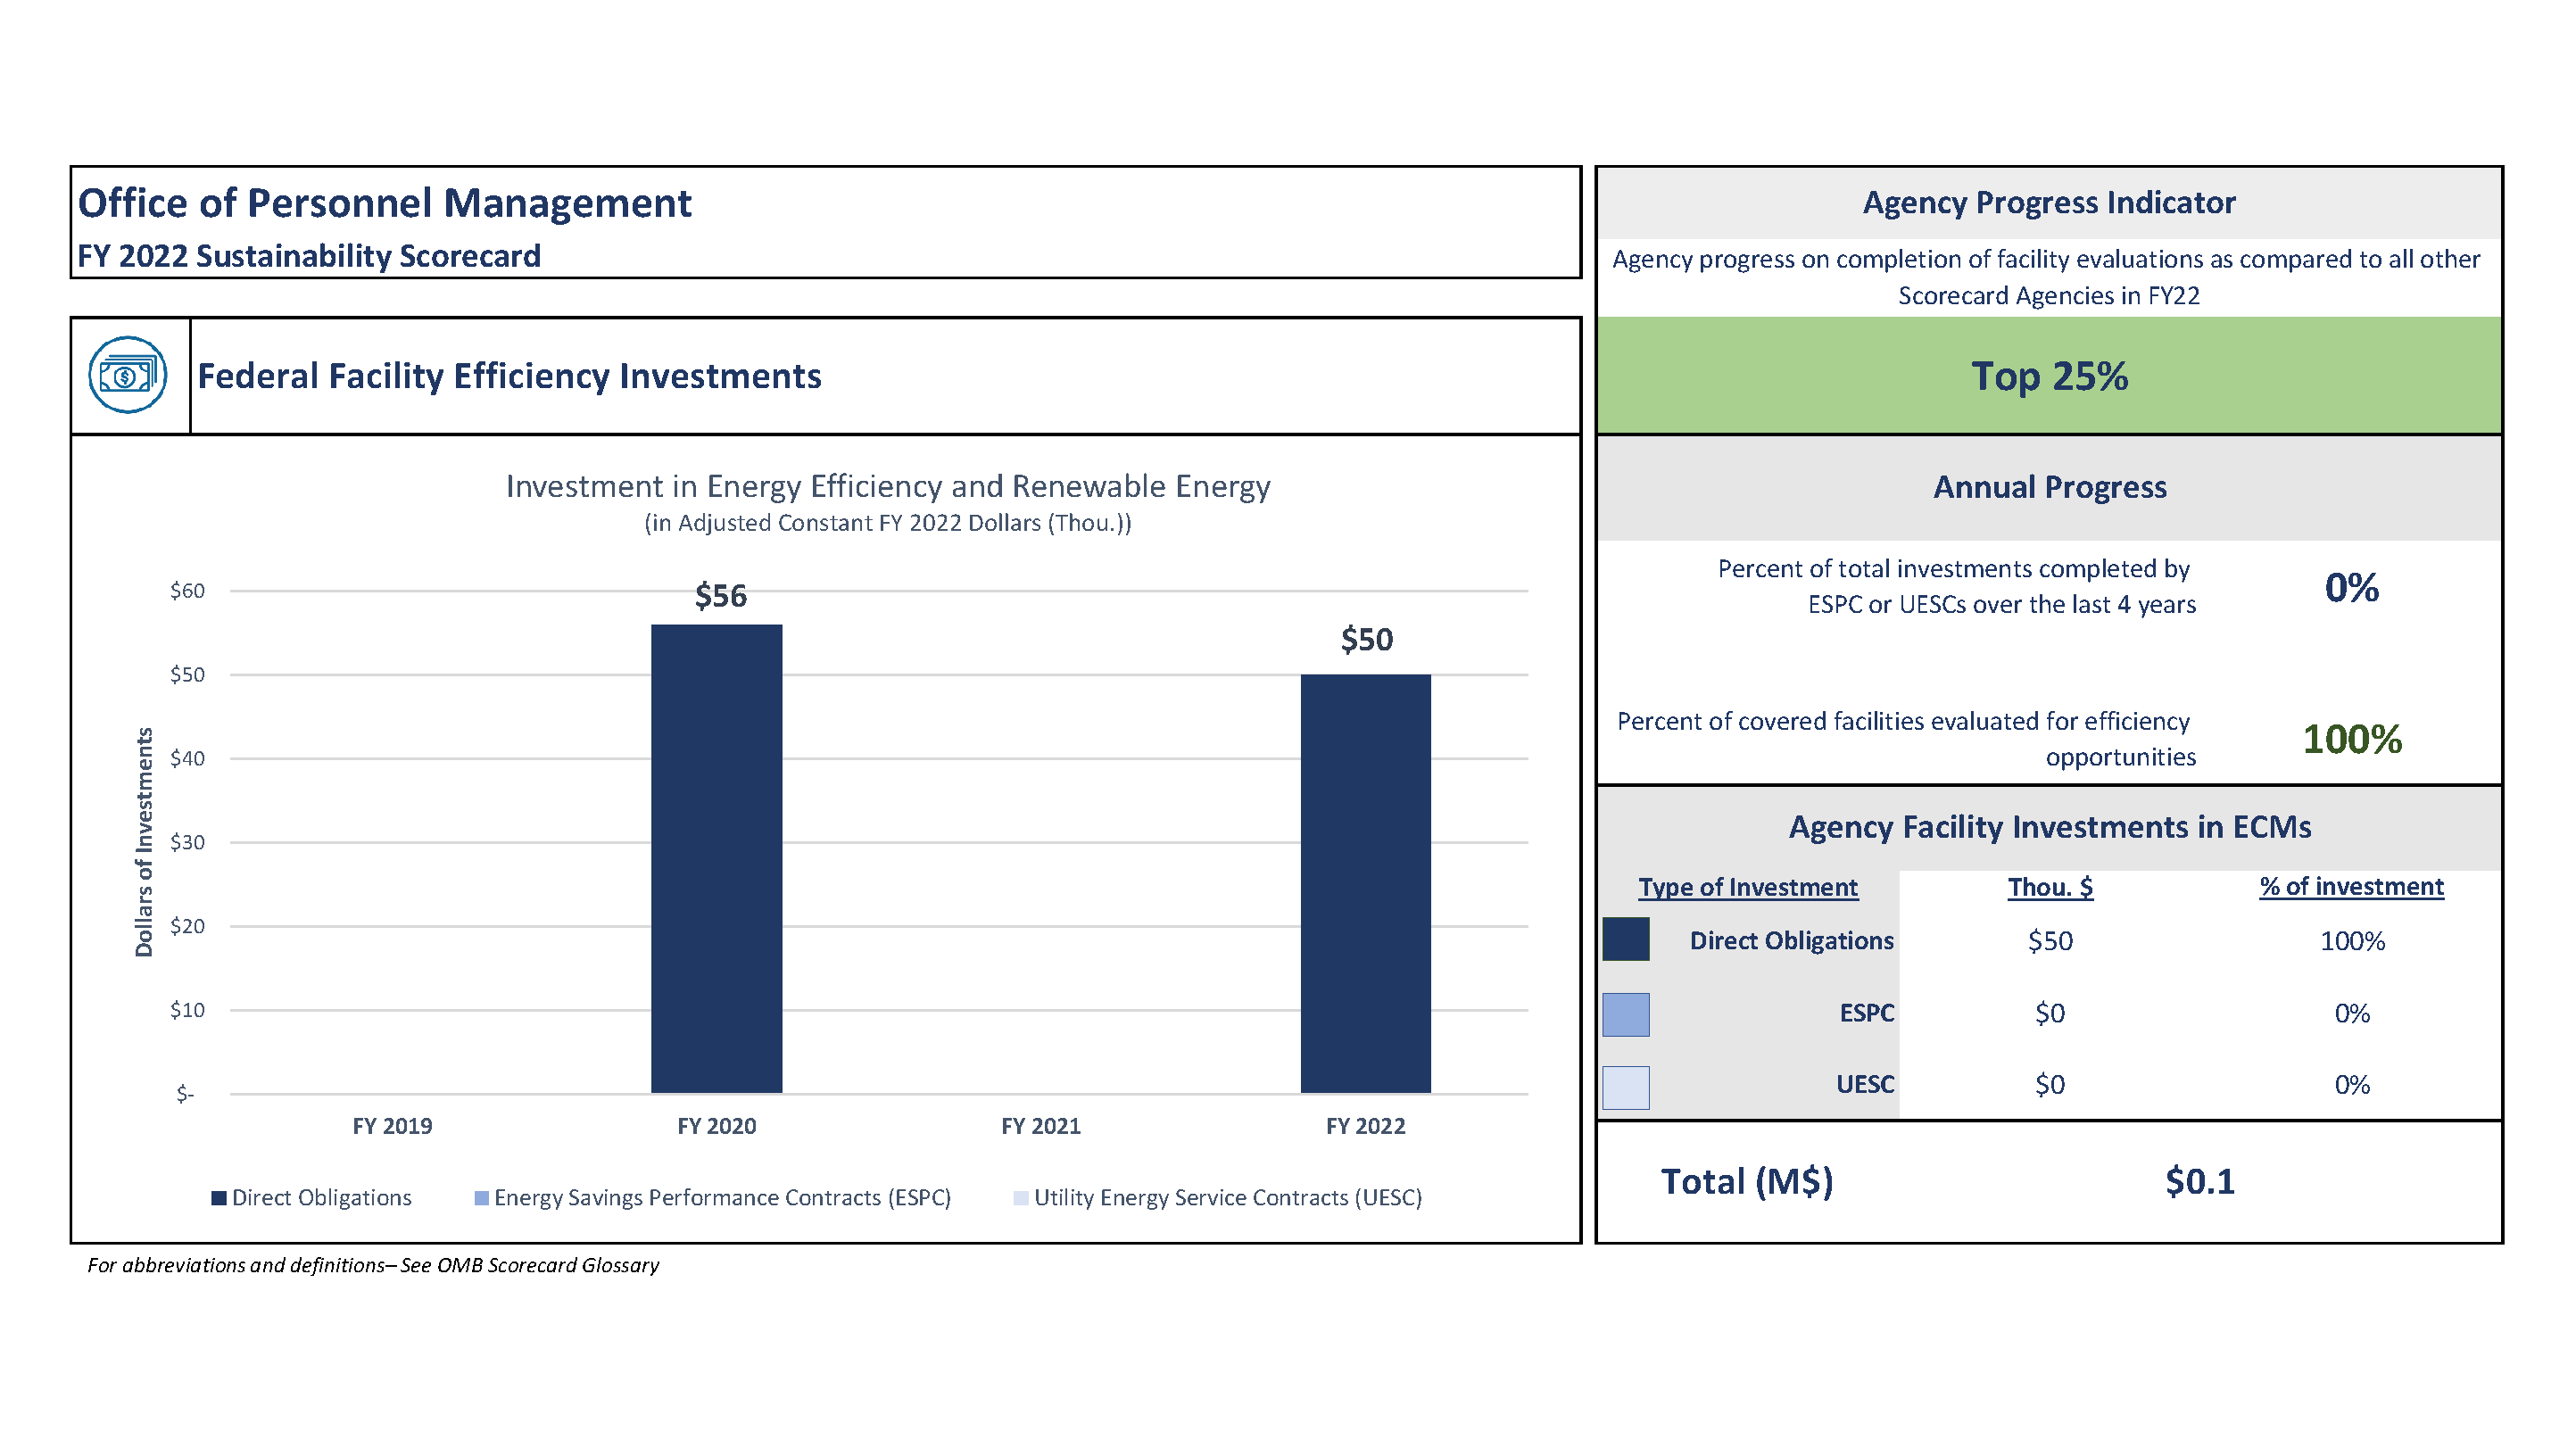 Office of Personnel Management
FY 2022 Sustainability Scorecard
Federal Facility Efficiency Investments
Investment in Energy Efficiency and Renewable Energy
(in Adjusted Constant FY 2022 Dollars (Thou.))
Dollars of Investments
$60
$50
$40
$30
$20
$10
$-
$56
$50
FY 2019
FY 2020
FY 2021
FY 2022
Direct Obligations
Energy Savings Performance Contracts (ESPC)
Utility Energy Service Contracts (UESC)
For abbreviations and definitions– See OMB Scorecard Glossary
Agency Progress Indicator
Agency progress on completion of facility evaluations as compared to all other
Scorecard Agencies in FY22
Top 25%
Annual Progress
Percent of total investments completed by
ESPC or UESCs over the last 4 years
0%
Percent of covered facilities evaluated for efficiency
opportunities
100%
Agency Facility Investments in ECMs
Type of Investment Thou. $ % of investment
Direct Obligations $50 100%
ESPC $0 0%
UESC $0 0%
Total (M$) $0.1